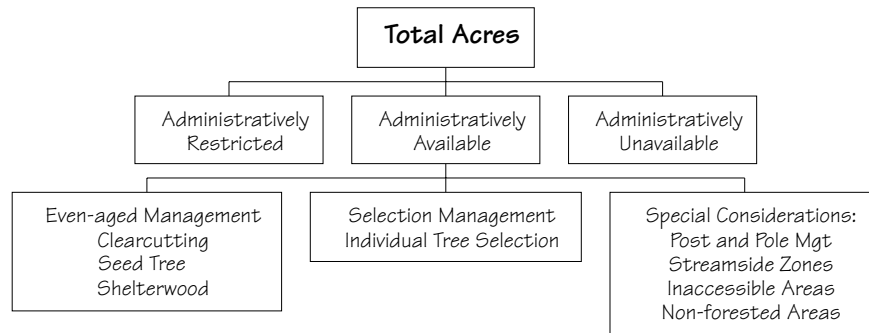 Total Acres
Administratively
Restricted
Administratively
Available
Administratively
Unavailable
Even-aged Management
Clearcutting
Seed Tree
Shelterwood
Selection Management
Individual Tree Selection
Special Considerations:
Post and Pole Mgt
Streamside Zones
Inaccessible Areas
Non-forested Areas